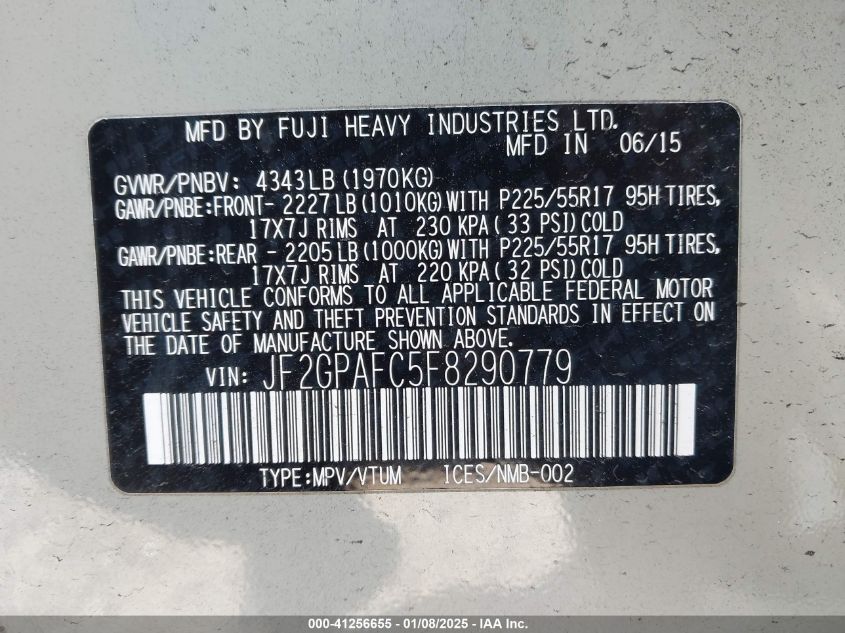 MFD BY FUJI HEAVY INDUSTRIES LTD.
MFD IN 06/15
GVWR/PNBV: 4343LB (1970KG)
GAWR/PNBE:FRONT- 2227LB (1010KG) WITH P225/55R17 95H TIRES,
17X7J RIMS AT 230 KPA ( 33 PSI) COLD
GAWR/PNBE:REAR - 2205LB (1000KG) WITH P225/55R17 95H TIRES,
17X7J RIMS AT 220 KPA ( 32 PSI) COLD
THIS VEHICLE CONFORMS TO ALL APPLICABLE FEDERAL MOTOR
VEHICLE SAFETY AND THEFT PREVENTION STANDARDS IN EFFECT ON
THE DATE OF MANUFACTURE SHOWN ABOVE.
VIN: JF2GPAFC5F8290779
TYPE:MPV/VTUM ICES/NMB-002
000-41256655 - 01/08/2025 - IAA Inc.